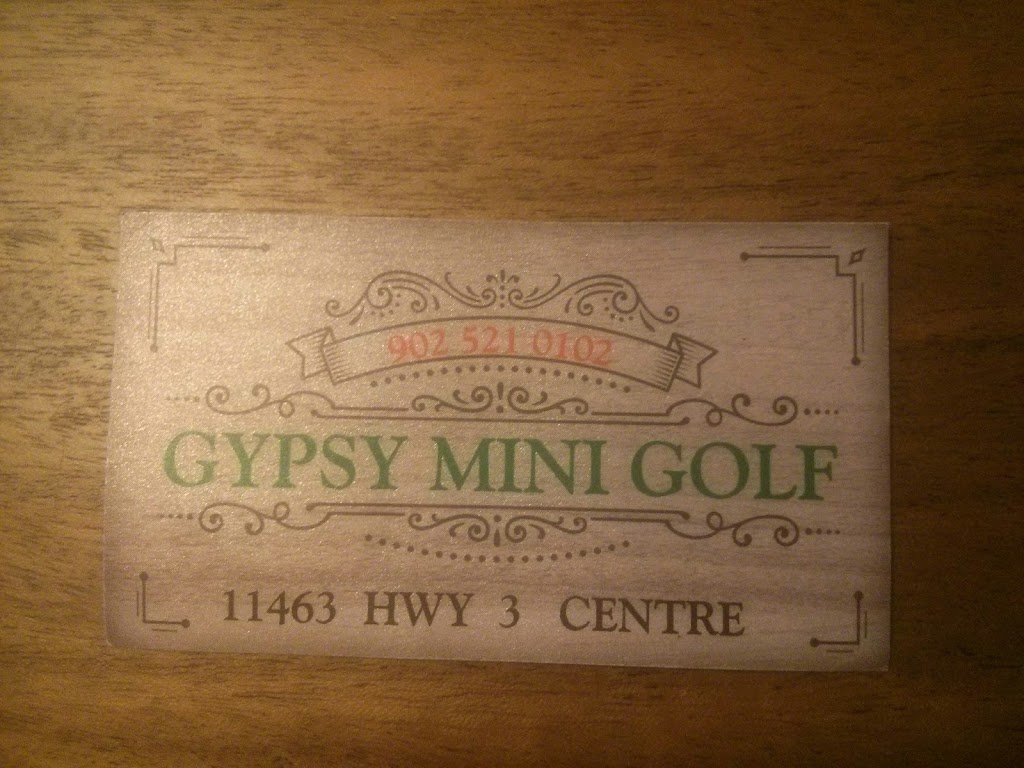 902 521 0102
GYPSY MINI GOLF
11463 HWY 3 CENTRE